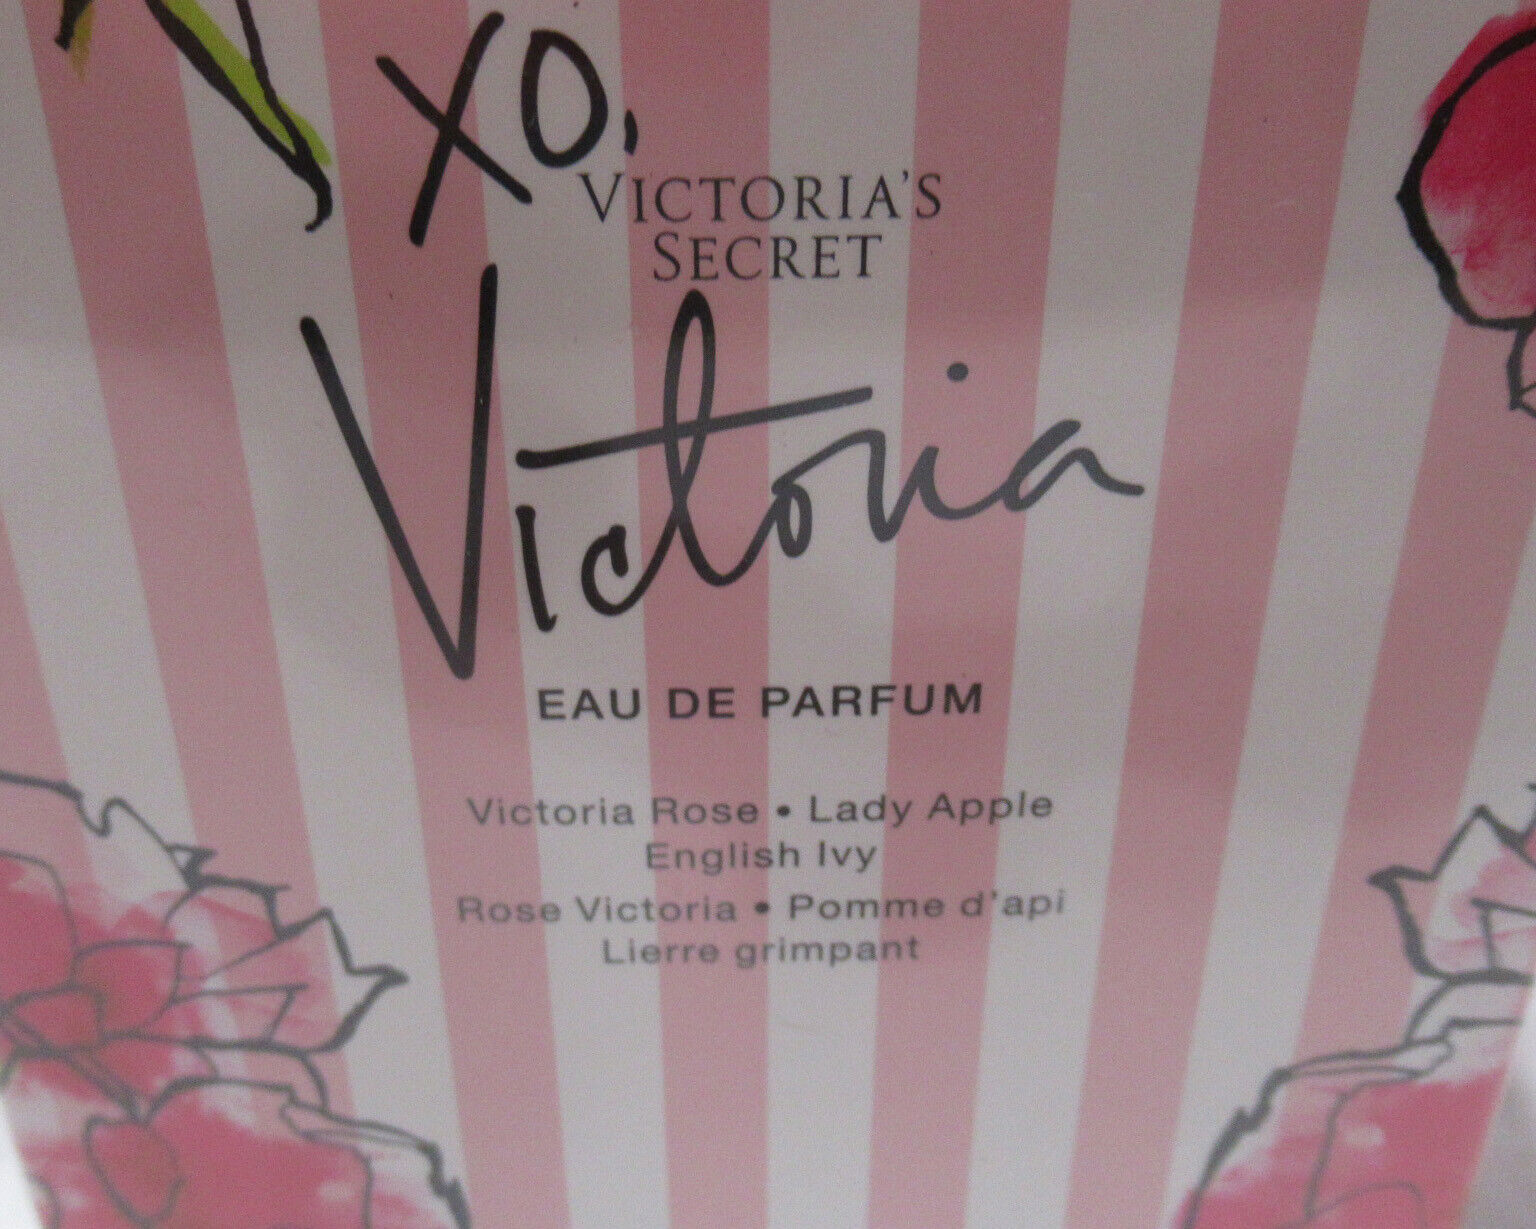 XO,
VICTORIA'S
SECRET
Victoria
EAU DE PARFUM
Victoria Rose • Lady Apple
English Ivy
Rose Victoria • Pomme d'api
Lierre grimpant